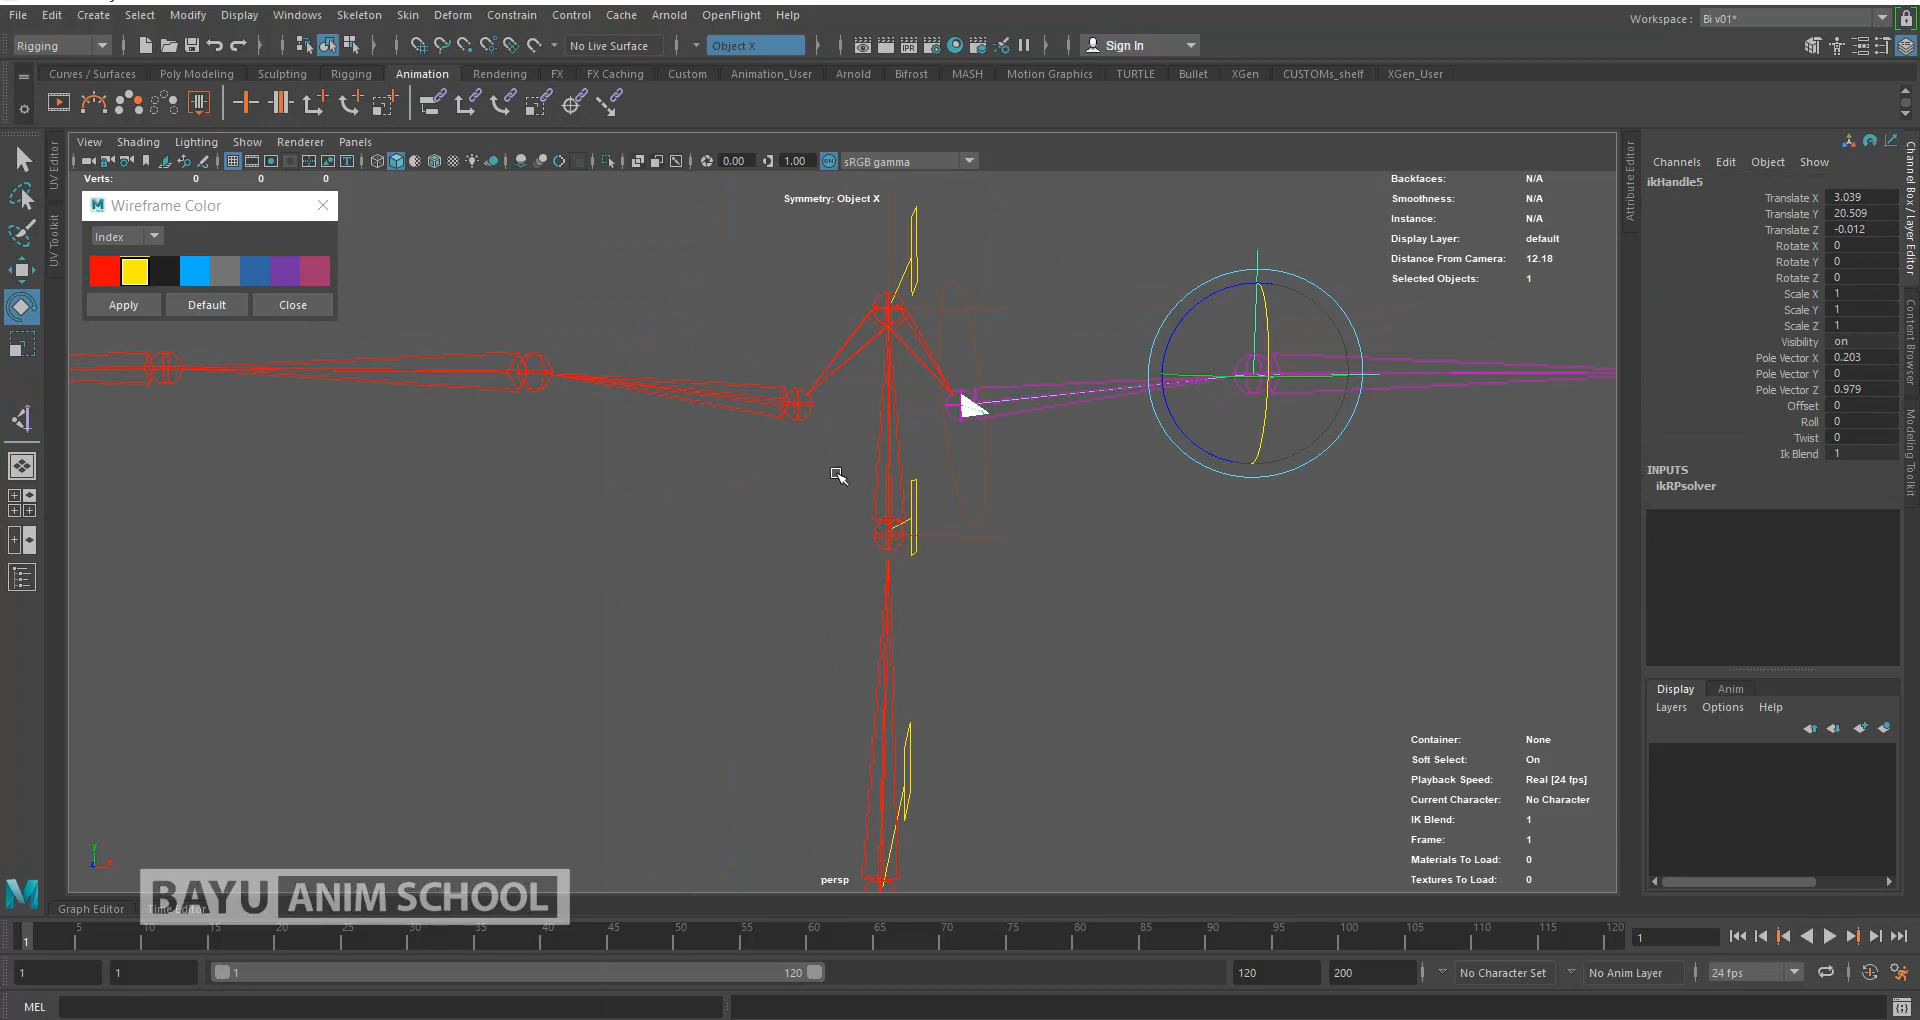 File Edit Create Select Modify Display Windows Skeleton Skin Deform Constrain Control Cache Arnold OpenFlight Help
Workspace : Bi v01*
Rigging No Live Surface Object X Sign In
Curves / Surfaces Poly Modeling Sculpting Rigging Animation Rendering FX FX Caching Custom Animation_User Arnold Bifrost MASH Motion Graphics TURTLE Bullet XGen CUSTOMs_shelf XGen_User
IPR
View Shading Lighting Show Renderer Panels
0.00 1.00 ON sRGB gamma
Verts: 0 0 0
Symmetry: Object X
Backfaces: N/A
Smoothness: N/A
Instance: N/A
Display Layer: default
Distance From Camera: 12.18
Selected Objects: 1
Wireframe Color
Index
Apply Default Close
UV Editor
UV Toolkit
Attribute Editor
Channels Edit Object Show
ikHandle5
Translate X 3.039
Translate Y 20.509
Translate Z -0.012
Rotate X 0
Rotate Y 0
Rotate Z 0
Scale X 1
Scale Y 1
Scale Z 1
Visibility on
Pole Vector X 0.203
Pole Vector Y 0
Pole Vector Z 0.979
Offset 0
Roll 0
Twist 0
Ik Blend 1
INPUTS
ikRPsolver
Channel Box / Layer Editor
Content Browser
Modeling Toolkit
Display Anim
Layers Options Help
Container: None
Soft Select: On
Playback Speed: Real [24 fps]
Current Character: No Character
IK Blend: 1
Frame: 1
Materials To Load: 0
Textures To Load: 0
y
persp
BAYU ANIM SCHOOL
Graph Editor Time Editor
1 5 10 15 20 25 30 35 40 45 50 55 60 65 70 75 80 85 90 95 100 105 110 115 120 1
1 1 1 120 120 200 No Character Set No Anim Layer 24 fps
MEL